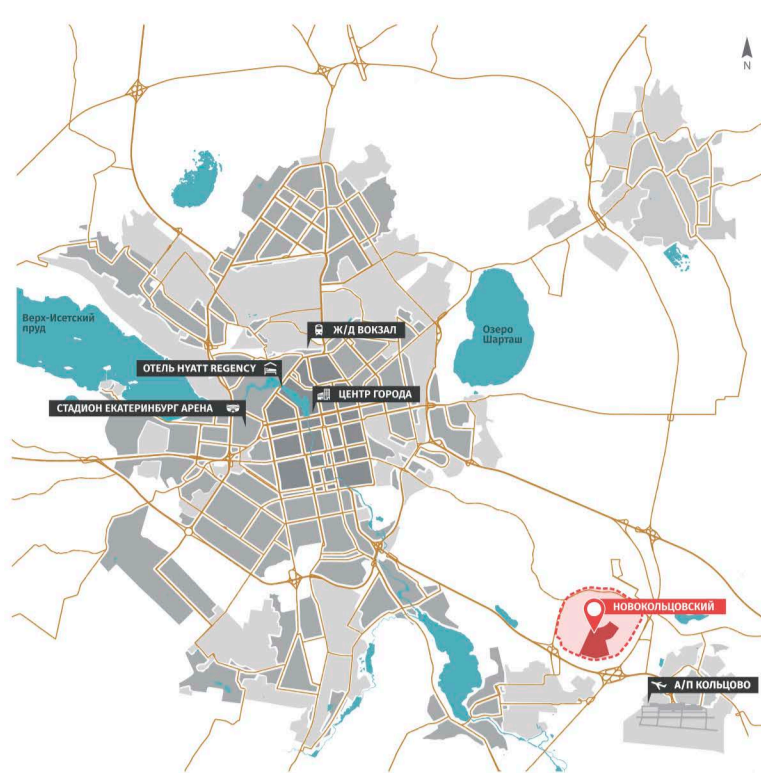 N
Верх-Исетский
пруд
Ж/Д ВОКЗАЛ
Озеро
Шарташ
ОТЕЛЬ HYATT REGENCY
ЦЕНТР ГОРОДА
СТАДИОН ЕКАТЕРИНБУРГ АРЕНА
НОВОКОЛЬЦОВСКИЙ
А/П КОЛЬЦОВО